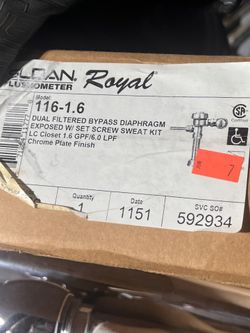 SLOAN Royal
FLUSHOMETER
Model:
116-1.6
DUAL FILTERED BYPASS DIAPHRAGM
EXPOSED W/ SET SCREW SWEAT KIT
LC Closet 1.6 GPF/6.0 LPF
Chrome Plate Finish
7
Quantity
Date
SVC SO#
1
1151
592934